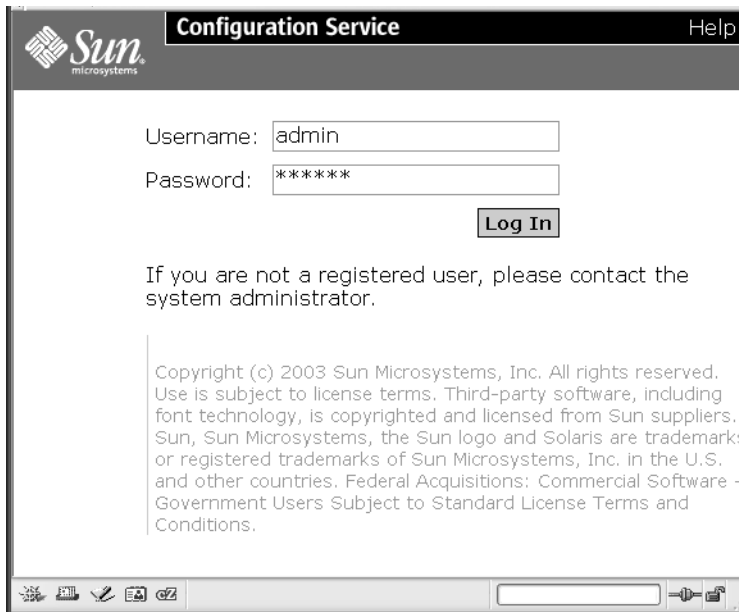 Configuration Service
Help
Sun
microsystems
Username: admin
Password: ******
Log In
If you are not a registered user, please contact the
system administrator.
Copyright (c) 2003 Sun Microsystems, Inc. All rights reserved.
Use is subject to license terms. Third-party software, including
font technology, is copyrighted and licensed from Sun suppliers.
Sun, Sun Microsystems, the Sun logo and Solaris are trademarks
or registered trademarks of Sun Microsystems, Inc. in the U.S.
and other countries. Federal Acquisitions: Commercial Software -
Government Users Subject to Standard License Terms and
Conditions.